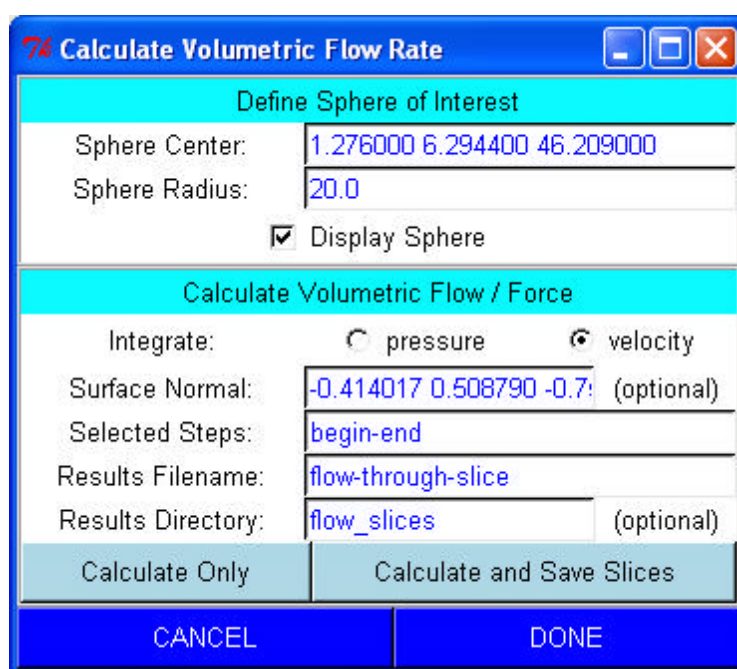 Calculate Volumetric Flow Rate
Define Sphere of Interest
Sphere Center: 1.276000 6.294400 46.209000
Sphere Radius: 20.0
Display Sphere
Calculate Volumetric Flow / Force
Integrate: pressure velocity
Surface Normal: -0.414017 0.508790 (optional)
Selected Steps: begin-end
Results Filename: flow-through-slice
Results Directory: flow_slices (optional)
Calculate Only Calculate and Save Slices
CANCEL DONE